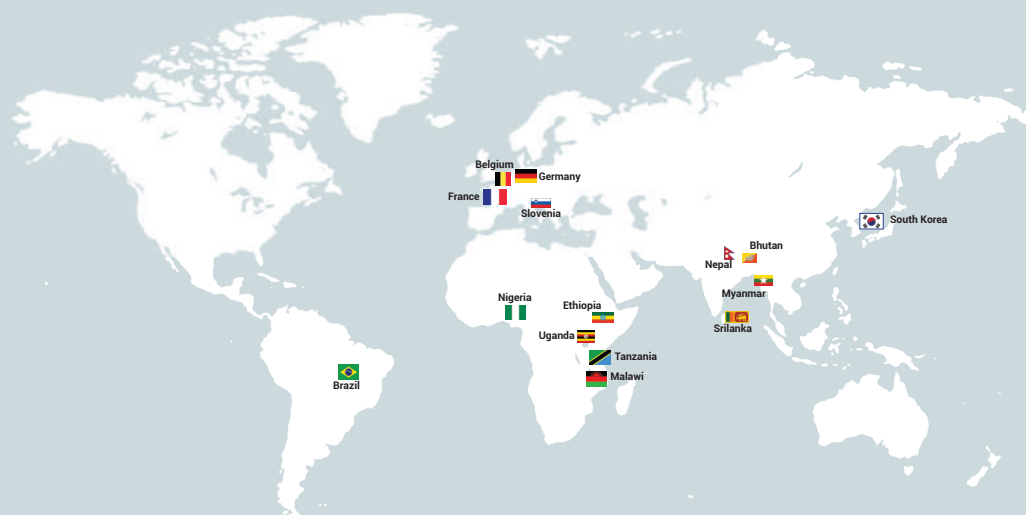 Belgium
Germany
France
Slovenia
South Korea
Bhutan
Nepal
Myanmar
Nigeria
Ethiopia
Srilanka
Uganda
Tanzania
Malawi
Brazil